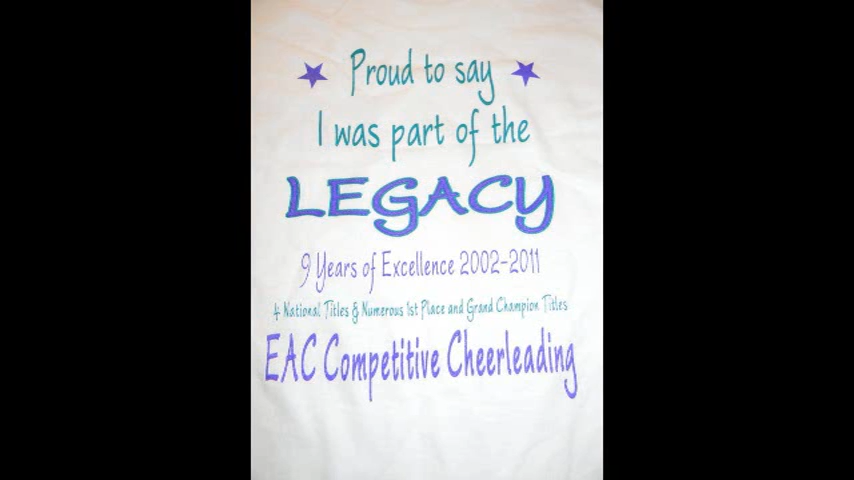 Proud to say
I was part of the
LEGACY
9 Years of Excellence 2002-2011
4 National Titles & Numerous 1st Place and Grand Champion Titles
EAC Competitive Cheerleading